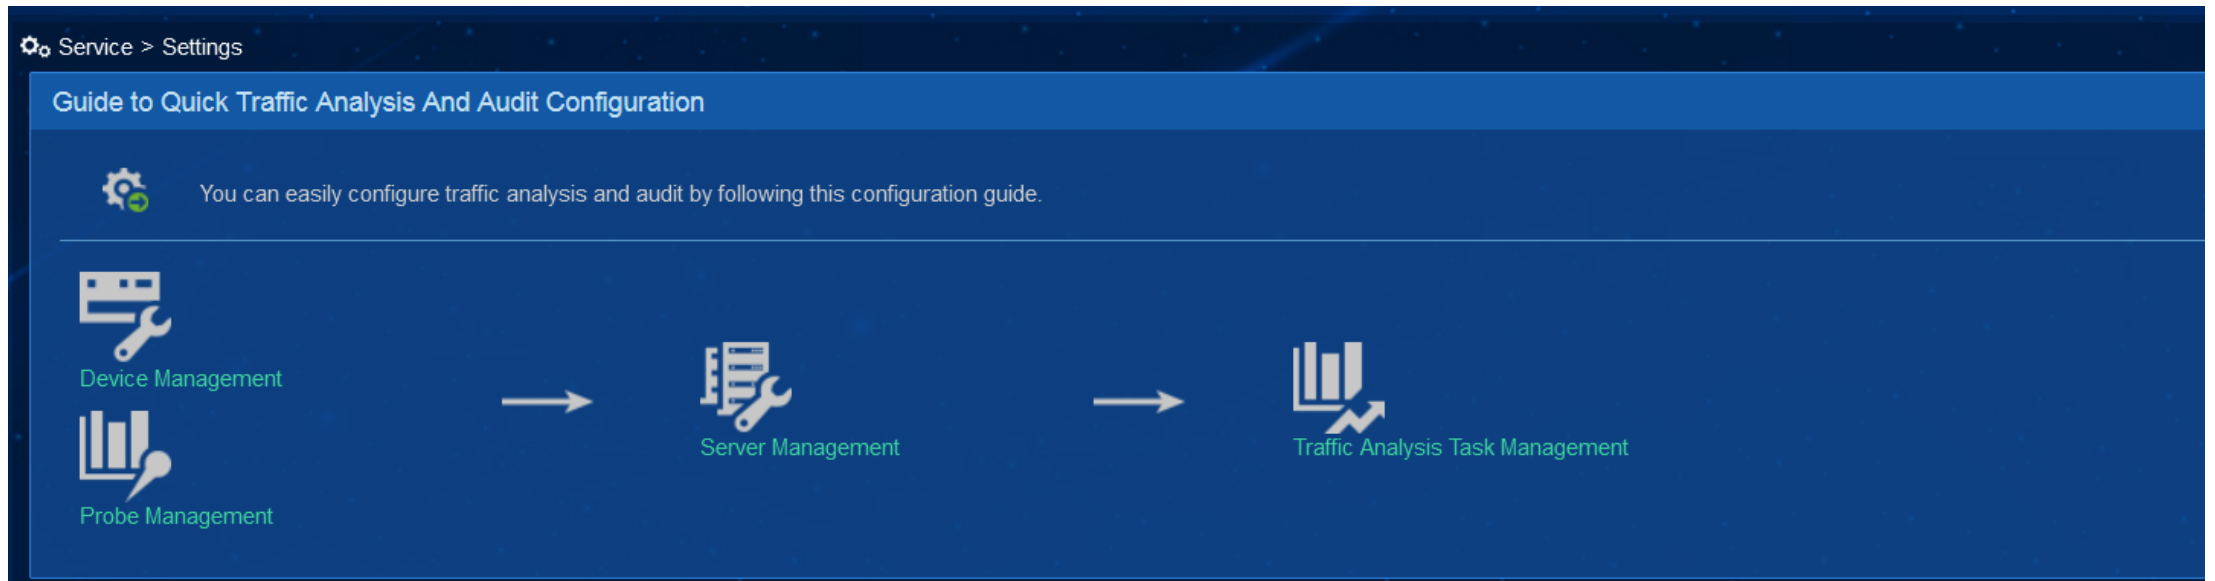 Service > Settings
Guide to Quick Traffic Analysis And Audit Configuration
You can easily configure traffic analysis and audit by following this configuration guide.
Device Management
Probe Management
Server Management
Traffic Analysis Task Management